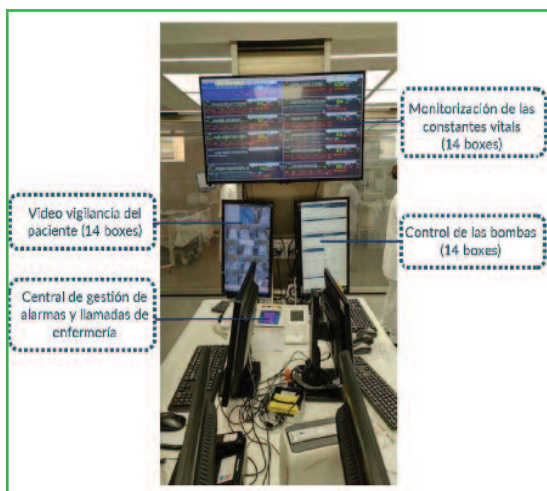 Monitorización de las
constantes vitals
(14 boxes)
Video vigilancia del
paciente (14 boxes)
Control de las bombas
(14 boxes)
Central de gestión de
alarmas y llamadas de
enfermería